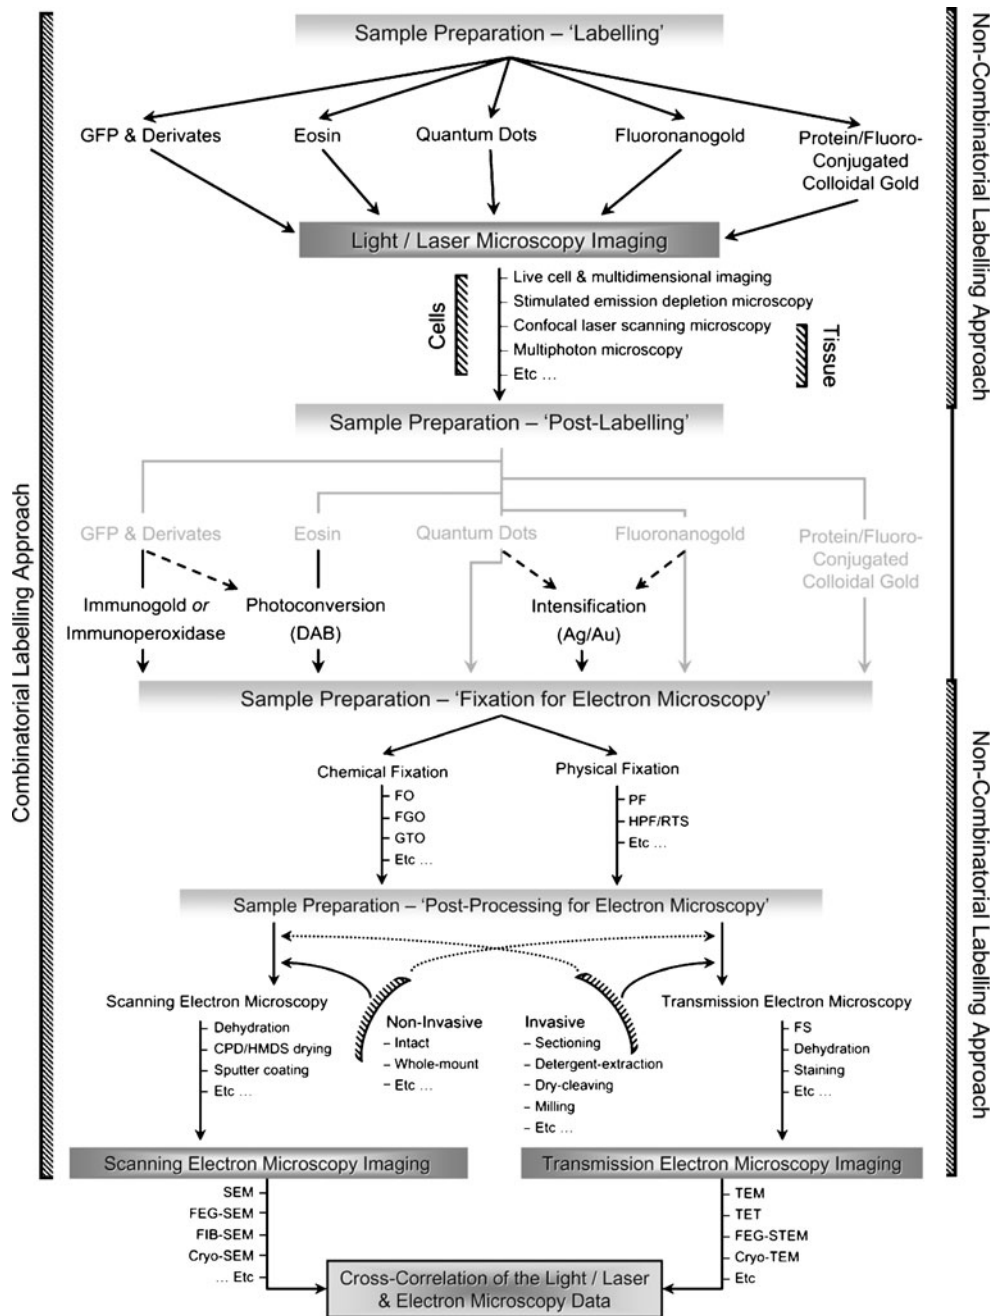 Sample Preparation – 'Labelling'
GFP & Derivates
Eosin
Quantum Dots
Fluoronanogold
Protein/Fluoro-
Conjugated
Colloidal Gold
Light / Laser Microscopy Imaging
Live cell & multidimensional imaging
Stimulated emission depletion microscopy
Confocal laser scanning microscopy
Multiphoton microscopy
Etc ...
Cells
Tissue
Sample Preparation – 'Post-Labelling'
GFP & Derivates
Eosin
Quantum Dots
Fluoronanogold
Protein/Fluoro-
Conjugated
Colloidal Gold
Immunogold or
Immunoperoxidase
Photoconversion
(DAB)
Intensification
(Ag/Au)
Sample Preparation – 'Fixation for Electron Microscopy'
Chemical Fixation
FO
FGO
GTO
Etc ...
Physical Fixation
PF
HPF/RTS
Etc ...
Sample Preparation – 'Post-Processing for Electron Microscopy'
Scanning Electron Microscopy
Dehydration
CPD/HMDS drying
Sputter coating
Etc ...
Non-Invasive
– Intact
– Whole-mount
– Etc ...
Invasive
– Sectioning
– Detergent-extraction
– Dry-cleaving
– Milling
– Etc ...
Transmission Electron Microscopy
FS
Dehydration
Staining
Etc ...
Scanning Electron Microscopy Imaging
Transmission Electron Microscopy Imaging
SEM
FEG-SEM
FIB-SEM
Cryo-SEM
... Etc
TEM
TET
FEG-STEM
Cryo-TEM
Etc
Cross-Correlation of the Light / Laser
& Electron Microscopy Data
Combinatorial Labelling Approach
Non-Combinatorial Labelling Approach
Non-Combinatorial Labelling Approach